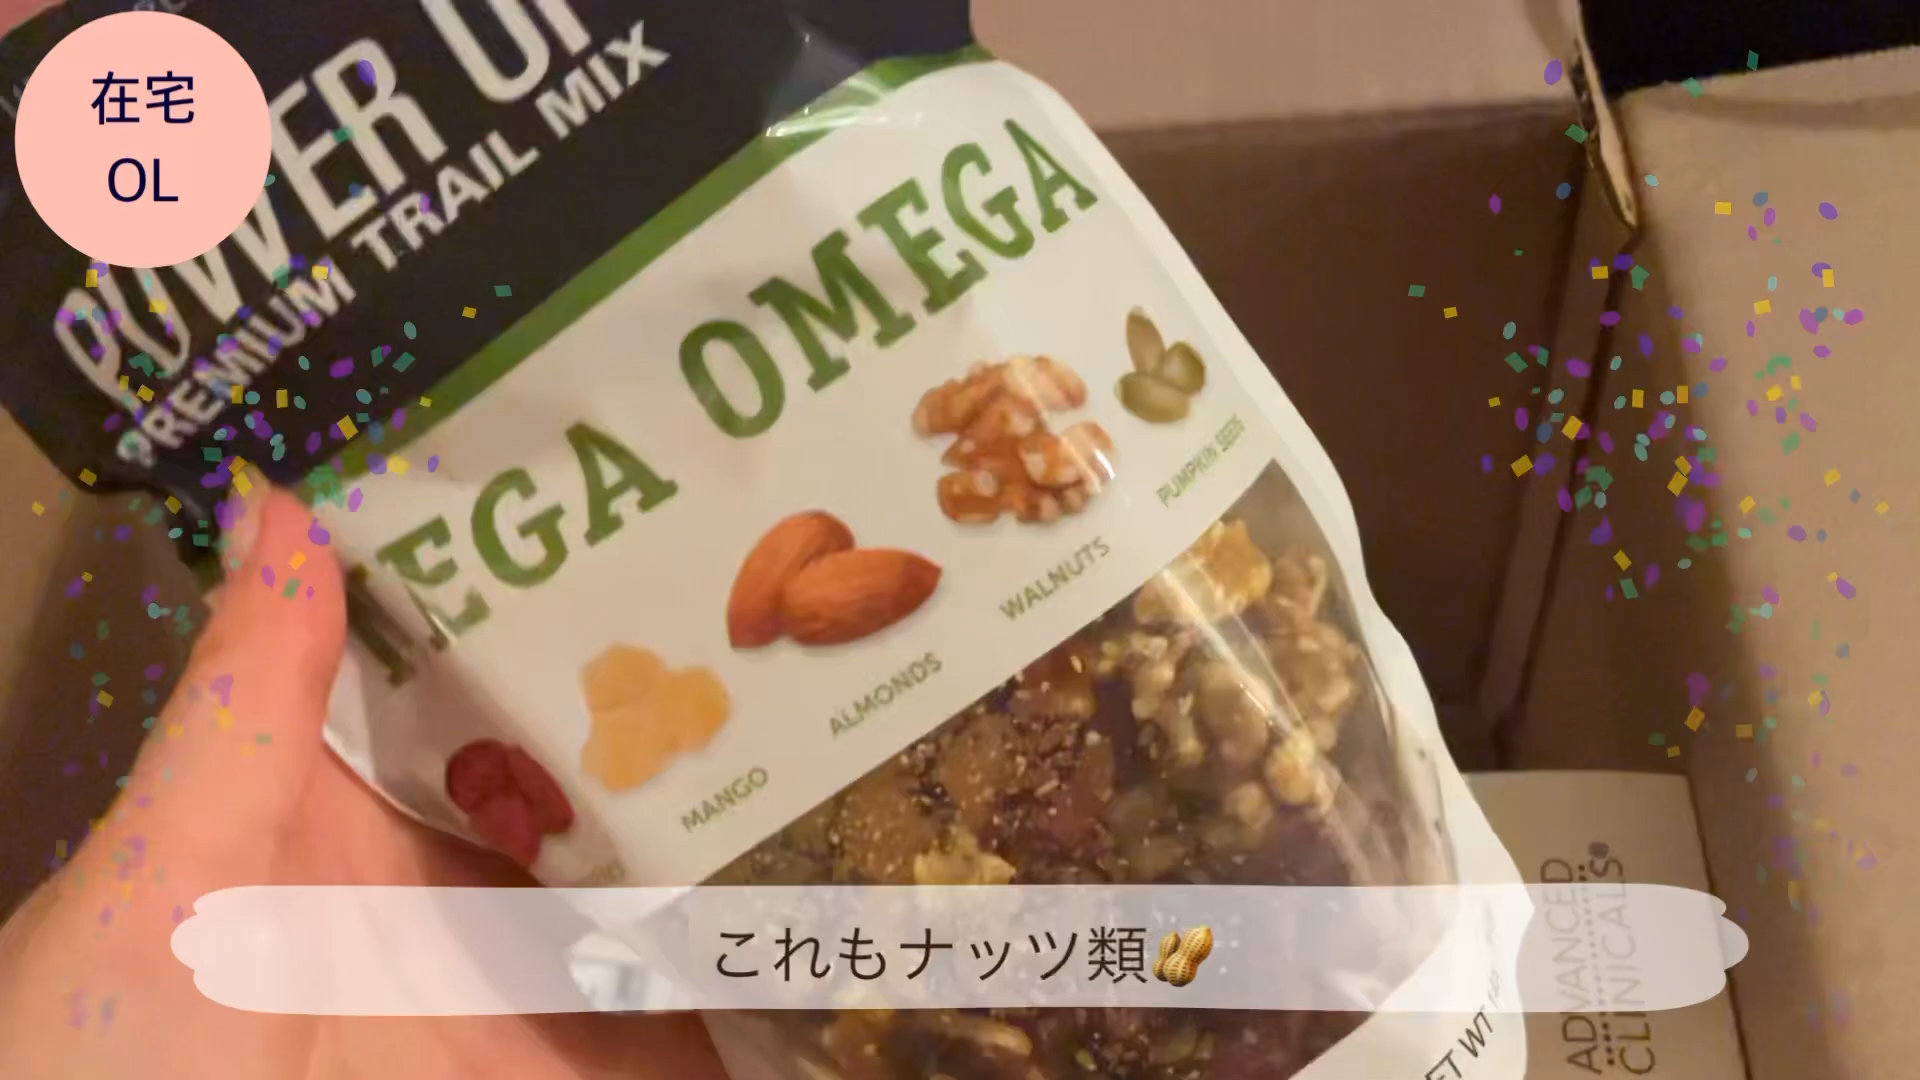 在宅
OL
POWER UP
PREMIUM TRAIL MIX
MEGA OMEGA
MANGO
ALMONDS
WALNUTS
PUMPKIN SEEDS
ADVANCED
CLINICALS®
これもナッツ類🥜